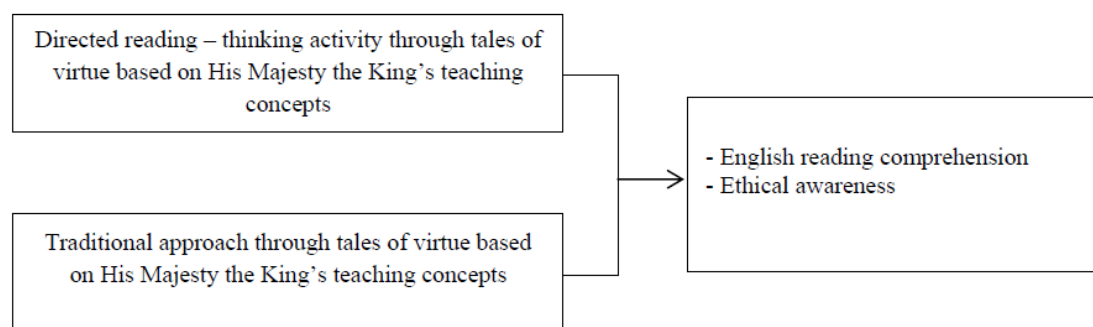 Directed reading – thinking activity through tales of
virtue based on His Majesty the King’s teaching
concepts
Traditional approach through tales of virtue based
on His Majesty the King’s teaching concepts
- English reading comprehension
- Ethical awareness